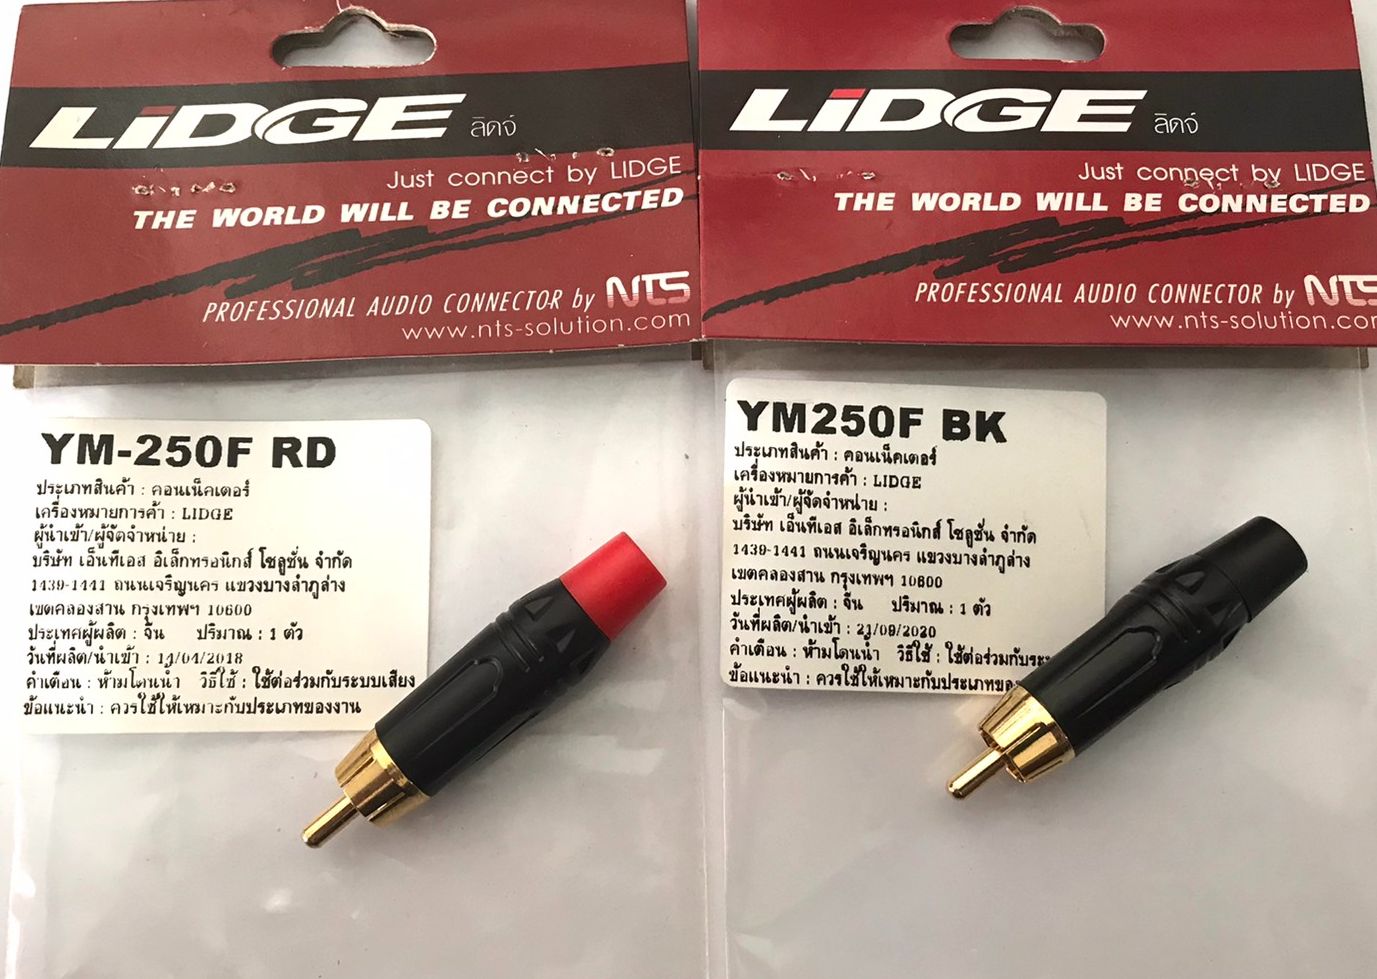 LiDGE ลิดจ์
Just connect by LIDGE
THE WORLD WILL BE CONNECTED
PROFESSIONAL AUDIO CONNECTOR by NTS
www.nts-solution.com
YM-250F RD
ประเภทสินค้า : คอนเน็คเตอร์
เครื่องหมายการค้า : LIDGE
ผู้นำเข้า/ผู้จัดจำหน่าย :
บริษัท เอ็นทีเอส อิเล็กทรอนิกส์ โซลูชั่น จำกัด
1439-1441 ถนนเจริญนคร แขวงบางลำภูล่าง
เขตคลองสาน กรุงเทพฯ 10600
ประเทศผู้ผลิต : จีน ปริมาณ : 1 ตัว
วันที่ผลิต/นำเข้า : 11/04/2018
คำเตือน : ห้ามโดนน้ำ วิธีใช้ : ใช้ต่อร่วมกับระบบเสียง
ข้อแนะนำ : ควรใช้ให้เหมาะกับประเภทของงาน
LiDGE ลิดจ์
Just connect by LIDGE
THE WORLD WILL BE CONNECTED
PROFESSIONAL AUDIO CONNECTOR by NTS
www.nts-solution.com
YM250F BK
ประเภทสินค้า : คอนเน็คเตอร์
เครื่องหมายการค้า : LIDGE
ผู้นำเข้า/ผู้จัดจำหน่าย :
บริษัท เอ็นทีเอส อิเล็กทรอนิกส์ โซลูชั่น จำกัด
1439-1441 ถนนเจริญนคร แขวงบางลำภูล่าง
เขตคลองสาน กรุงเทพฯ 10600
ประเทศผู้ผลิต : จีน ปริมาณ : 1 ตัว
วันที่ผลิต/นำเข้า : 21/09/2020
คำเตือน : ห้ามโดนน้ำ วิธีใช้ : ใช้ต่อร่วมกับระ
ข้อแนะนำ : ควรใช้ให้เหมาะกับประเภทของ